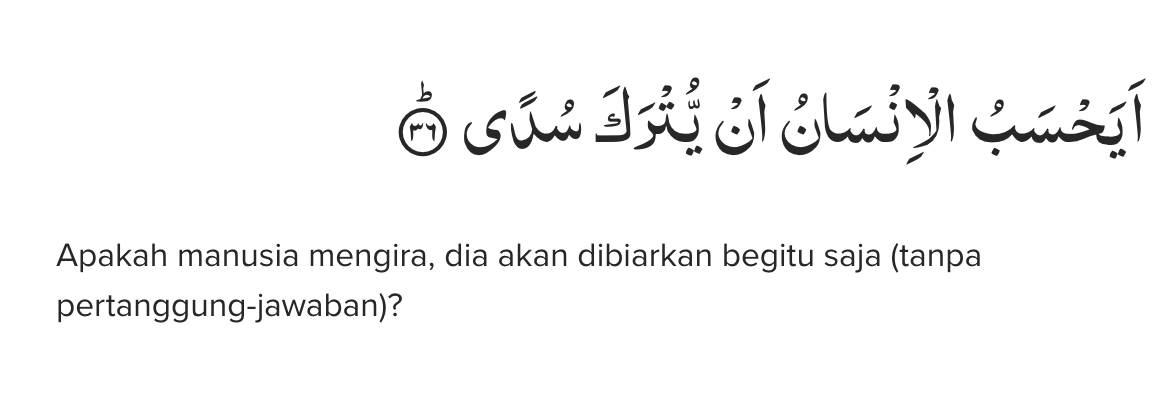 اَيَحْسَبُ الْاِنْسَانُ اَنْ يُّتْرَكَ سُدًىۗ ٣٦
Apakah manusia mengira, dia akan dibiarkan begitu saja (tanpa
pertanggung-jawaban)?